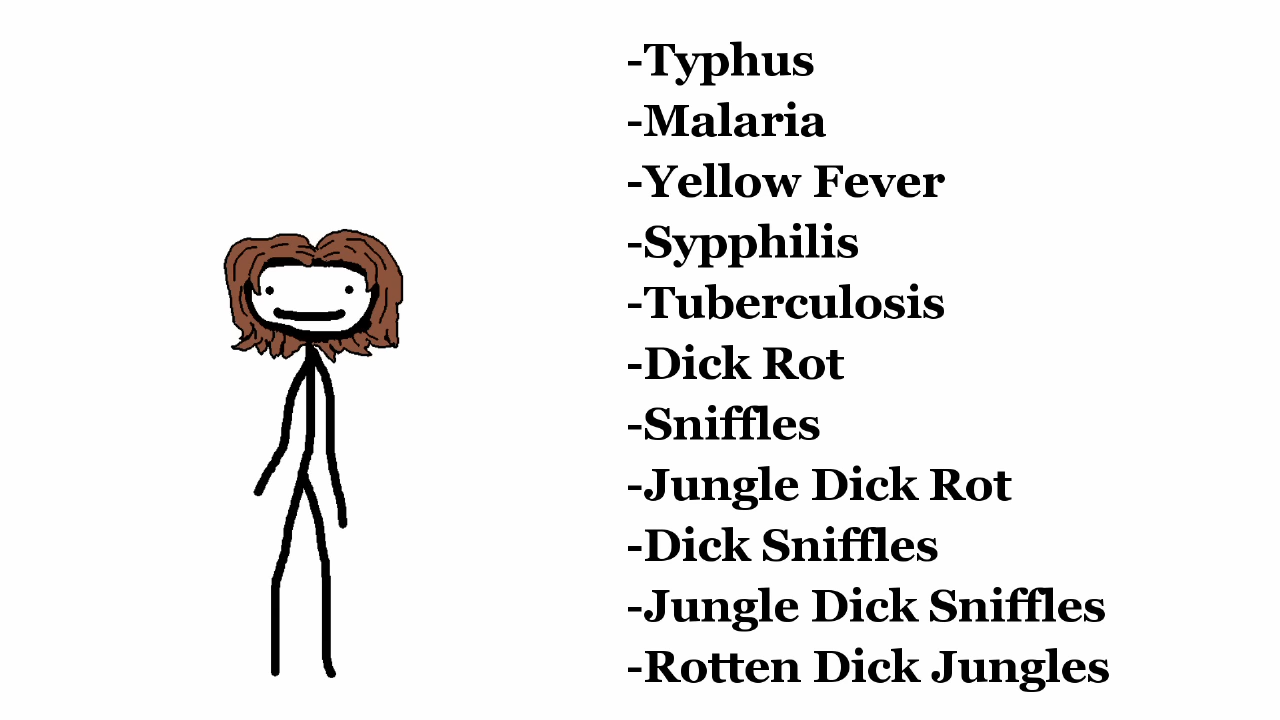 -Typhus
-Malaria
-Yellow Fever
-Sypphilis
-Tuberculosis
-Dick Rot
-Sniffles
-Jungle Dick Rot
-Dick Sniffles
-Jungle Dick Sniffles
-Rotten Dick Jungles